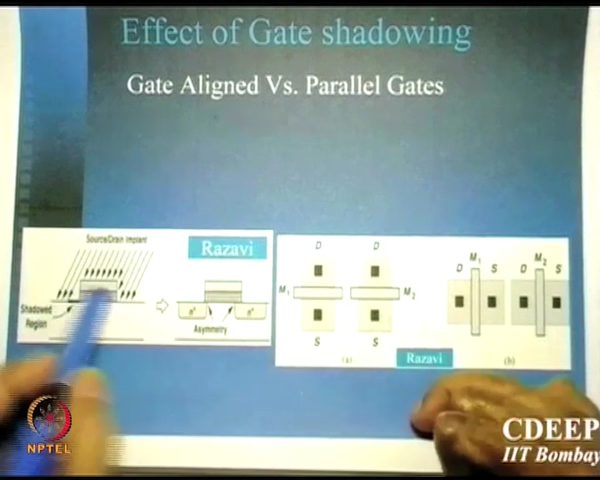 Effect of Gate shadowing
Gate Aligned Vs. Parallel Gates
Source/Drain Implant
Razavi
Shadowed
Region
n+
n+
Asymmetry
D
D
M1
M2
S
S
(a)
Razavi
M1
M2
D
S
D
S
(b)
NPTEL
CDEEP
IIT Bombay